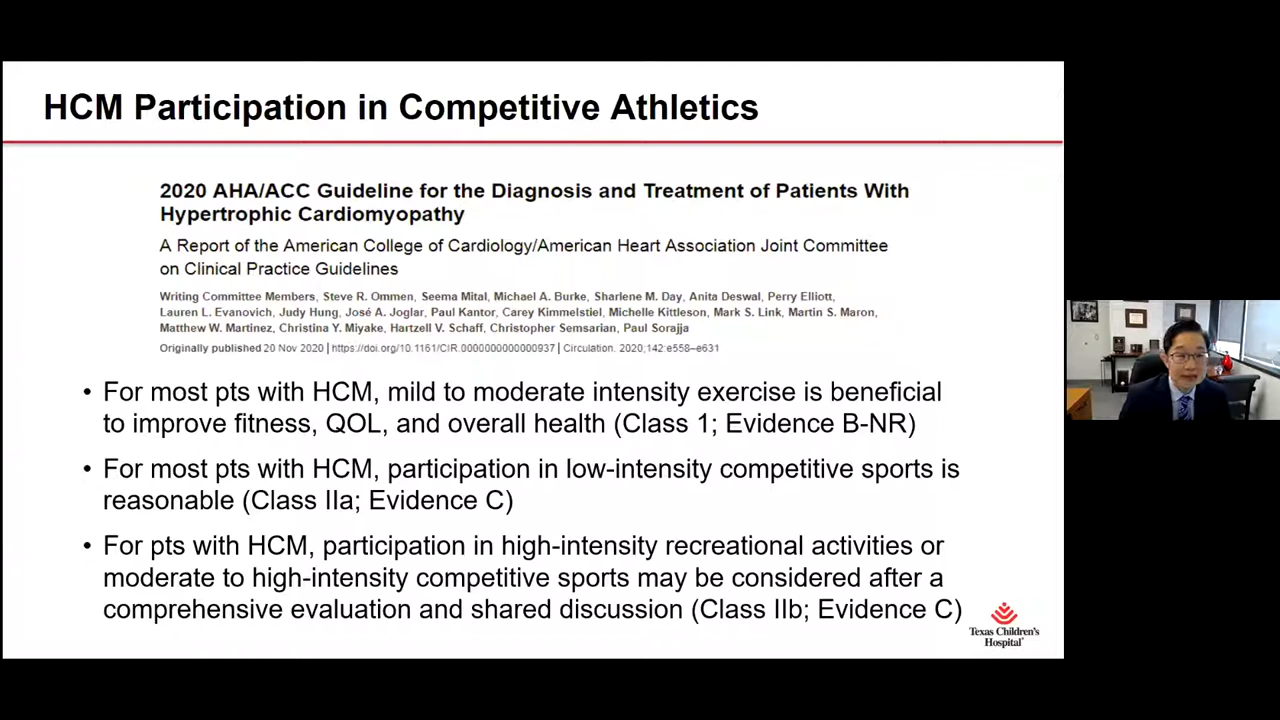 HCM Participation in Competitive Athletics
2020 AHA/ACC Guideline for the Diagnosis and Treatment of Patients With
Hypertrophic Cardiomyopathy
A Report of the American College of Cardiology/American Heart Association Joint Committee
on Clinical Practice Guidelines
Writing Committee Members, Steve R. Ommen, Seema Mital, Michael A. Burke, Sharlene M. Day, Anita Deswal, Perry Elliott,
Lauren L. Evanovich, Judy Hung, José A. Joglar, Paul Kantor, Carey Kimmelstiel, Michelle Kittleson, Mark S. Link, Martin S. Maron,
Matthew W. Martinez, Christina Y. Miyake, Hartzell V. Schaff, Christopher Semsarian, Paul Sorajja
Originally published 20 Nov 2020 | https://doi.org/10.1161/CIR.0000000000000937 | Circulation. 2020;142:e558–e631
• For most pts with HCM, mild to moderate intensity exercise is beneficial
to improve fitness, QOL, and overall health (Class 1; Evidence B-NR)
• For most pts with HCM, participation in low-intensity competitive sports is
reasonable (Class IIa; Evidence C)
• For pts with HCM, participation in high-intensity recreational activities or
moderate to high-intensity competitive sports may be considered after a
comprehensive evaluation and shared discussion (Class IIb; Evidence C)
Texas Children's
Hospital